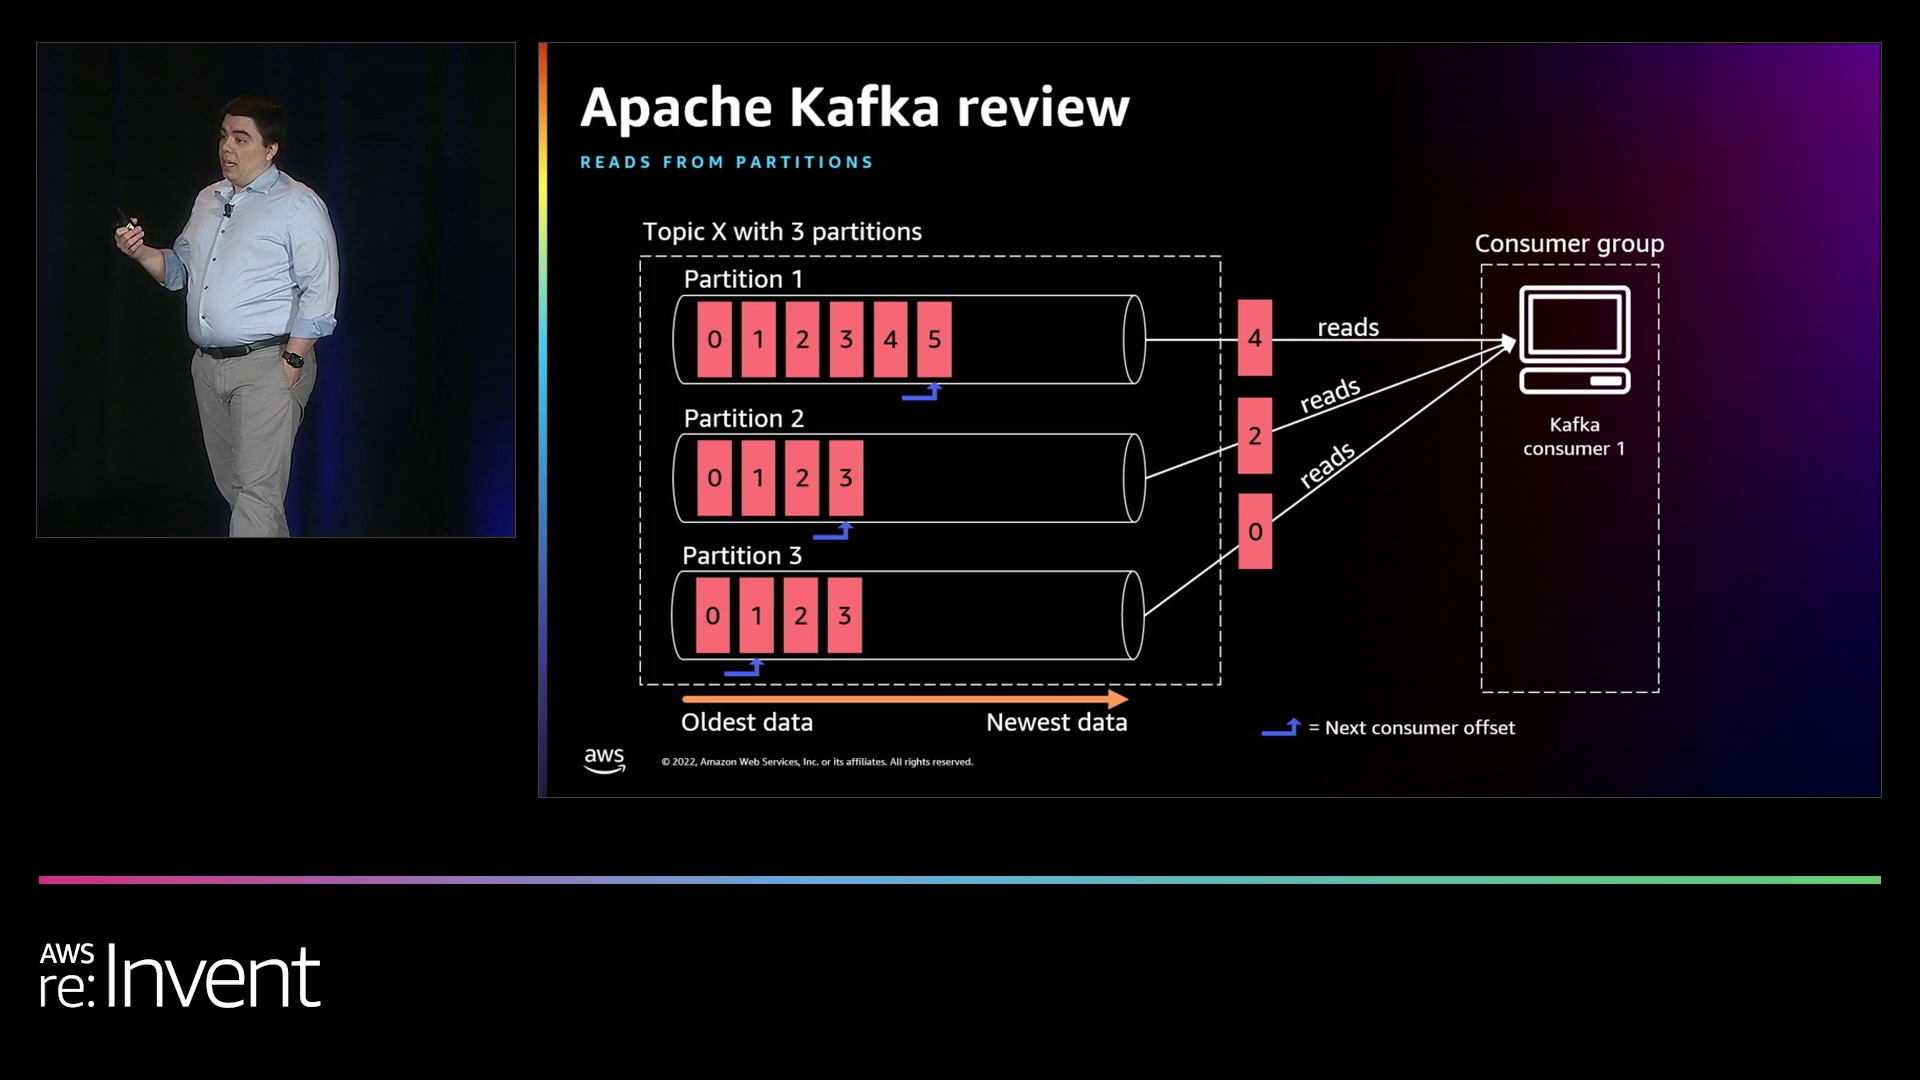 Apache Kafka review
READS FROM PARTITIONS
Topic X with 3 partitions
Consumer group
Partition 1
0 1 2 3 4 5
4
reads
Partition 2
0 1 2 3
2
reads
Kafka
consumer 1
Partition 3
0 1 2 3
0
reads
Oldest data
Newest data
= Next consumer offset
aws
© 2022, Amazon Web Services, Inc. or its affiliates. All rights reserved.
AWS
re:Invent